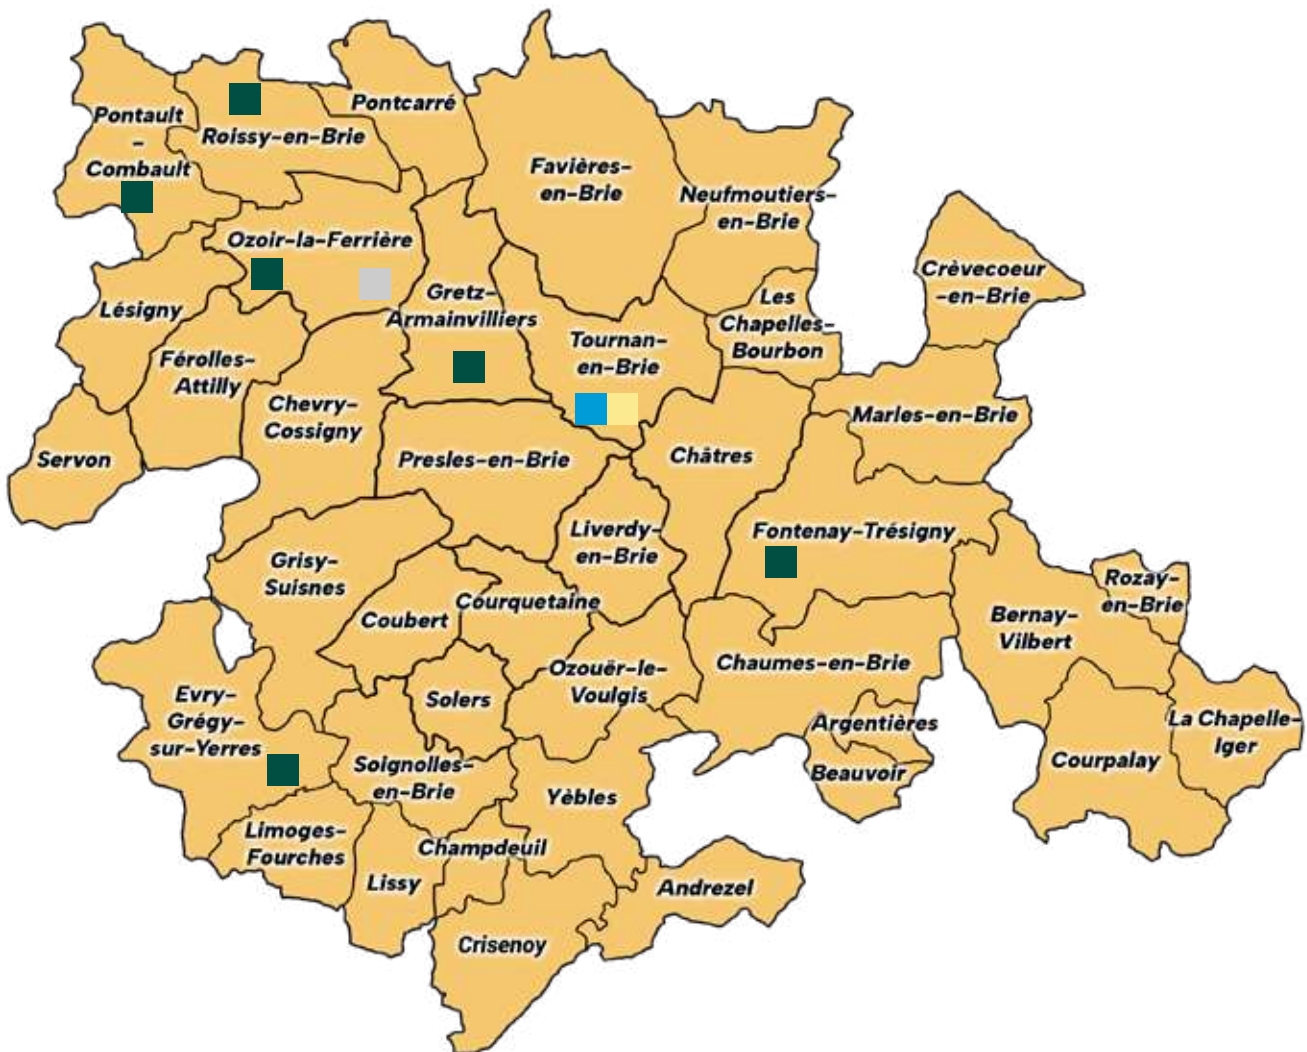 Pontault
-
Combault
Roissy-en-Brie
Pontcarré
Favières-
en-Brie
Neufmoutiers-
en-Brie
Ozoir-la-Ferrière
Crèvecoeur
-en-Brie
Lésigny
Gretz-
Armainvilliers
Les
Chapelles-
Bourbon
Férolles-
Attilly
Tournan-
en-Brie
Chevry-
Cossigny
Marles-en-Brie
Servon
Presles-en-Brie
Châtres
Liverdy-
en-Brie
Fontenay-Trésigny
Grisy-
Suisnes
Coubert
Courquetaine
Rozay-
en-Brie
Bernay-
Vilbert
Ozouër-le-
Voulgis
Chaumes-en-Brie
Evry-
Grégy-
sur-Yerres
Solers
Argentières
La Chapelle-
Iger
Soignolles-
en-Brie
Beauvoir
Courpalay
Yèbles
Limoges-
Fourches
Champdeuil
Lissy
Andrezel
Crisenoy